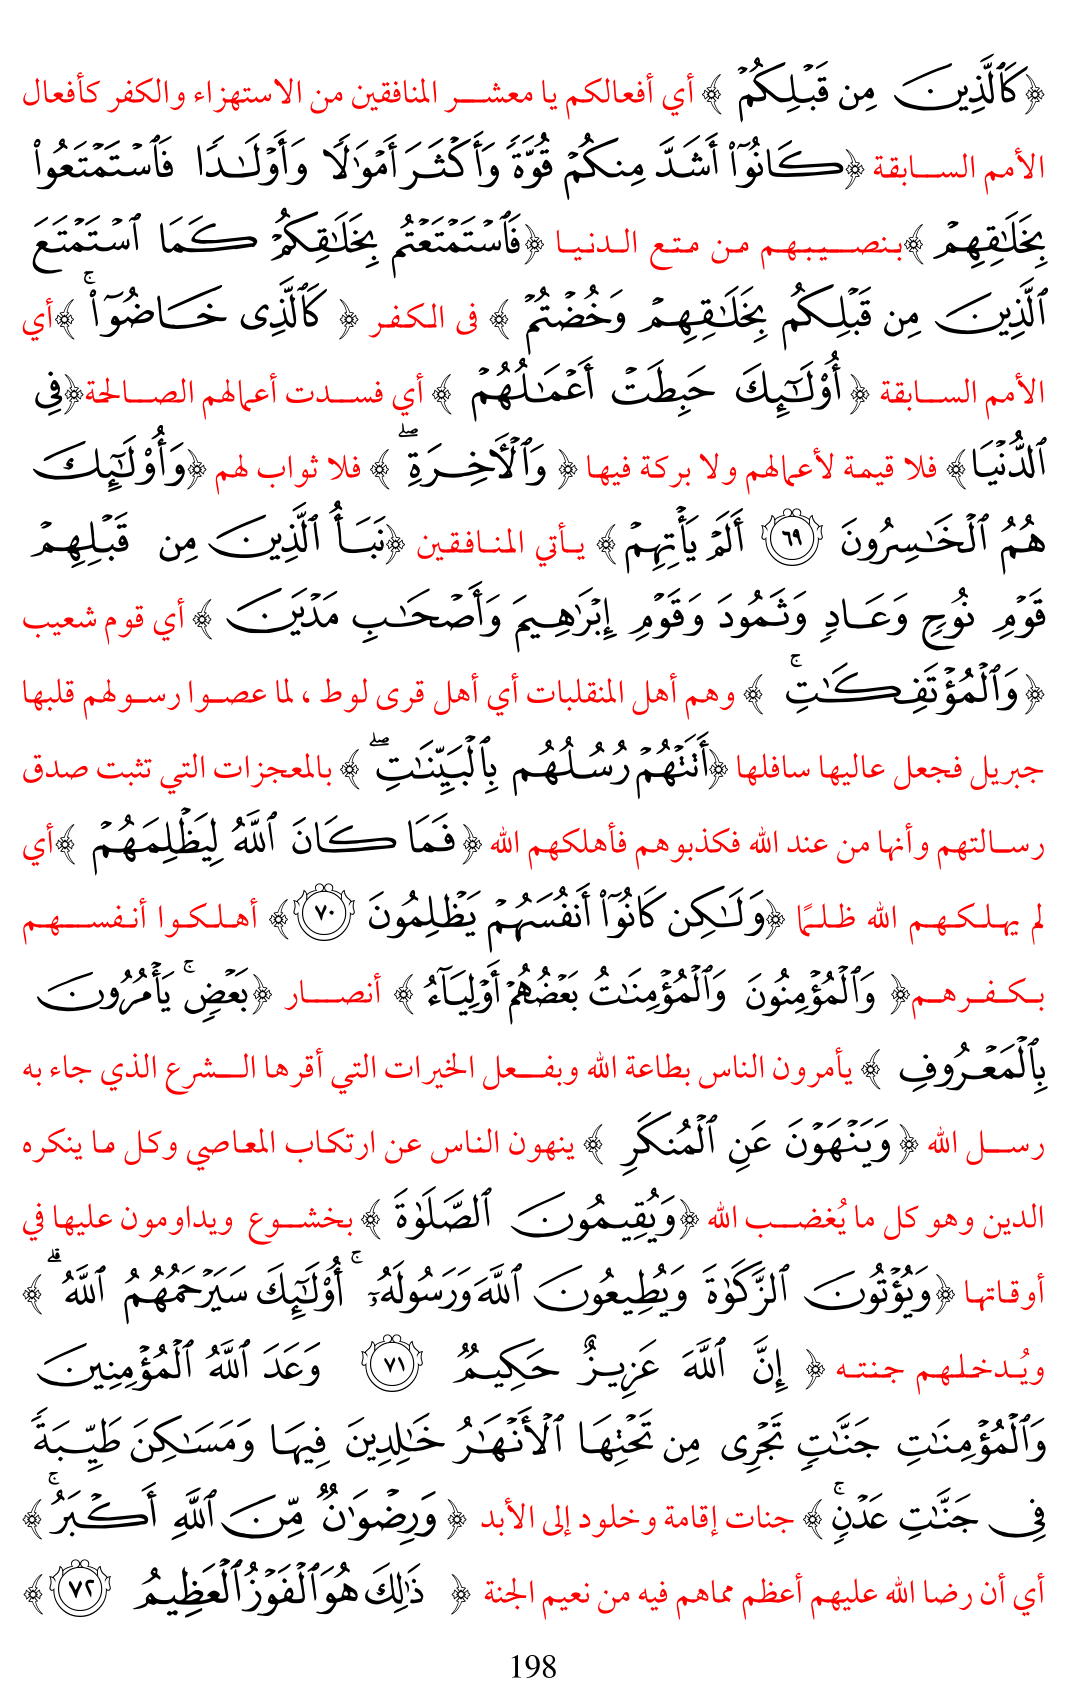 ﴿كَٱلَّذِينَ مِن قَبۡلِكُمۡ ﴾ أي أفعالكم يا معشر المنافقين من الاستهزاء والكفر كأفعال
الأمم السابقة ﴿كَانُوٓاْ أَشَدَّ مِنكُمۡ قُوَّةٗ وَأَكۡثَرَ أَمۡوَٰلٗا وَأَوۡلَٰدٗا فَٱسۡتَمۡتَعُواْ
بِخَلَٰقِهِمۡ ﴾بنصيبهم من متع الدنيا ﴿فَٱسۡتَمۡتَعۡتُم بِخَلَٰقِكُمۡ كَمَا ٱسۡتَمۡتَعَ
ٱلَّذِينَ مِن قَبۡلِكُم بِخَلَٰقِهِمۡ وَخُضۡتُمۡ ﴾ فى الكفر ﴿ كَٱلَّذِى خَاضُوٓاْۚ ﴾أي
الأمم السابقة ﴿ أُوْلَٰٓئِكَ حَبِطَتۡ أَعۡمَٰلُهُمۡ ﴾ أي فسدت أعمالهم الصالحة﴿فِى
ٱلدُّنۡيَا﴾ فلا قيمة لأعمالهم ولا بركة فيها ﴿ وَٱلۡأٓخِرَةِۖ ﴾ فلا ثواب لهم ﴿وَأُوْلَٰٓئِكَ
هُمُ ٱلۡخَٰسِرُونَ ٦٩ أَلَمۡ يَأۡتِهِمۡ ﴾ يأتي المنافقين ﴿نَبَأُ ٱلَّذِينَ مِن قَبۡلِهِمۡ
قَوۡمِ نُوحٖ وَعَادٖ وَثَمُودَ وَقَوۡمِ إِبۡرَٰهِيمَ وَأَصۡحَٰبِ مَدۡيَنَ ﴾ أي قوم شعيب
﴿وَٱلۡمُؤۡتَفِكَٰتِۚ ﴾ وهم أهل المنقلبات أي أهل قرى لوط ، لما عصوا رسولهم قلبها
جبريل فجعل عاليها سافلها ﴿أَتَتۡهُمۡ رُسُلُهُم بِٱلۡبَيِّنَٰتِۖ ﴾ بالمعجزات التي تثبت صدق
رسالتهم وأنها من عند الله فكذبوهم فأهلكهم الله ﴿فَمَا كَانَ ٱللَّهُ لِيَظۡلِمَهُمۡ ﴾أي
لم يهلكهم الله ظلمًا ﴿وَلَٰكِن كَانُوٓاْ أَنفُسَهُمۡ يَظۡلِمُونَ ٧٠﴾ أهلكوا أنفسهم
بكفرهم﴿ وَٱلۡمُؤۡمِنُونَ وَٱلۡمُؤۡمِنَٰتُ بَعۡضُهُمۡ أَوۡلِيَآءُ ﴾ أنصار ﴿بَعۡضٖۚ يَأۡمُرُونَ
بِٱلۡمَعۡرُوفِ ﴾ يأمرون الناس بطاعة الله وبفعل الخيرات التي أقرها الشرع الذي جاء به
رسل الله ﴿وَيَنۡهَوۡنَ عَنِ ٱلۡمُنكَرِ ﴾ ينهون الناس عن ارتكاب المعاصي وكل ما ينكره
الدين وهو كل ما يُغضب الله ﴿وَيُقِيمُونَ ٱلصَّلَوٰةَ ﴾ بخشوع ويداومون عليها في
أوقاتها ﴿وَيُؤۡتُونَ ٱلزَّكَوٰةَ وَيُطِيعُونَ ٱللَّهَ وَرَسُولَهُۥٓۚ أُوْلَٰٓئِكَ سَيَرۡحَمُهُمُ ٱللَّهُۗ ﴾
ويُدخلهم جنته ﴿ إِنَّ ٱللَّهَ عَزِيزٌ حَكِيمٞ ٧١ وَعَدَ ٱللَّهُ ٱلۡمُؤۡمِنِينَ
وَٱلۡمُؤۡمِنَٰتِ جَنَّٰتٖ تَجۡرِى مِن تَحۡتِهَا ٱلۡأَنۡهَٰرُ خَٰلِدِينَ فِيهَا وَمَسَٰكِنَ طَيِّبَةٗ
فِى جَنَّٰتِ عَدۡنٖۚ ﴾ جنات إقامة وخلود إلى الأبد ﴿ وَرِضۡوَٰنٞ مِّنَ ٱللَّهِ أَكۡبَرُۚ ﴾
أي أن رضا الله عليهم أعظم مماهم فيه من نعيم الجنة ﴿ ذَٰلِكَ هُوَ ٱلۡفَوۡزُ ٱلۡعَظِيمُ ٧٢﴾
198